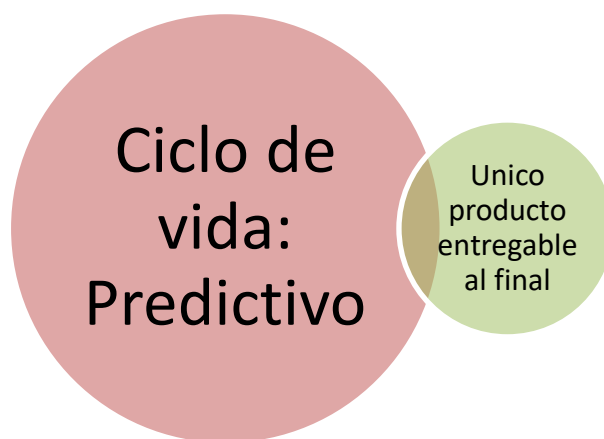 Ciclo de
vida:
Predictivo
Unico
producto
entregable
al final